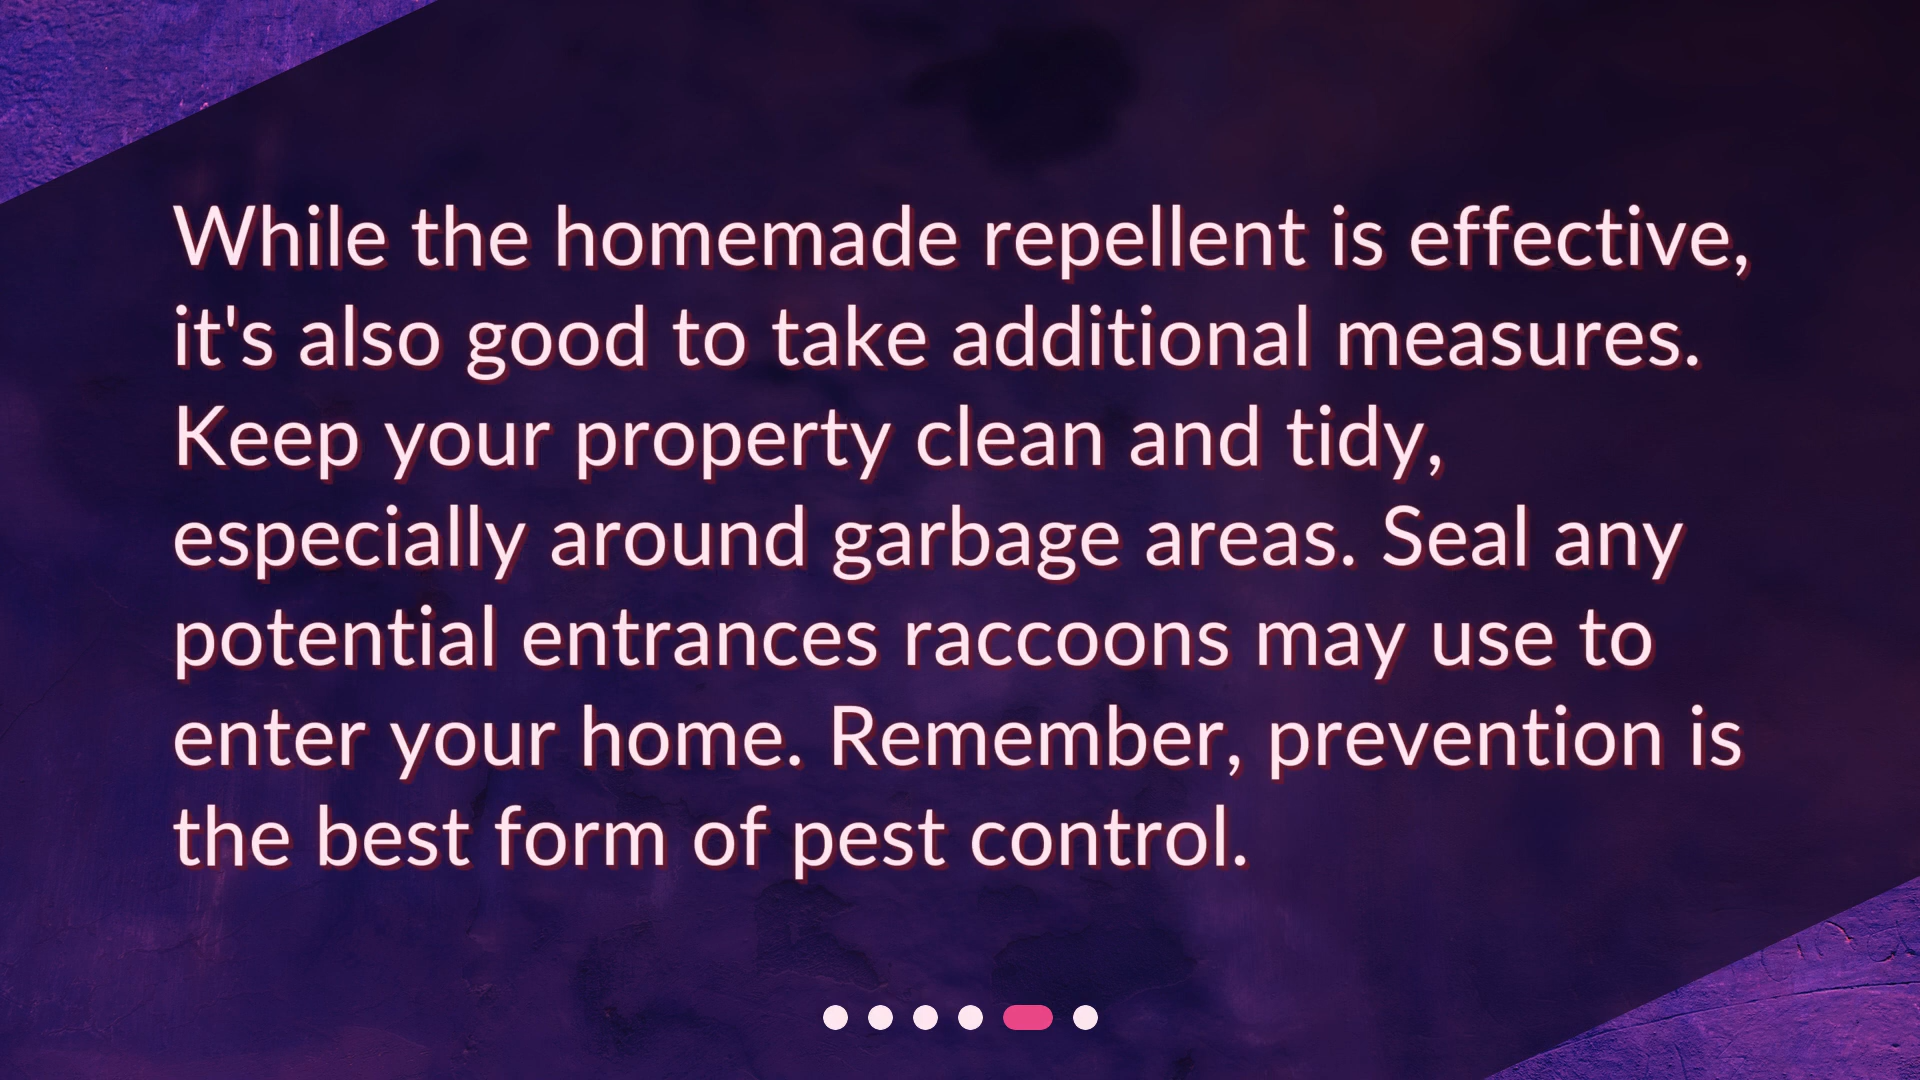 While the homemade repellent is effective,
it's also good to take additional measures.
Keep your property clean and tidy,
especially around garbage areas. Seal any
potential entrances raccoons may use to
enter your home. Remember, prevention is
the best form of pest control.